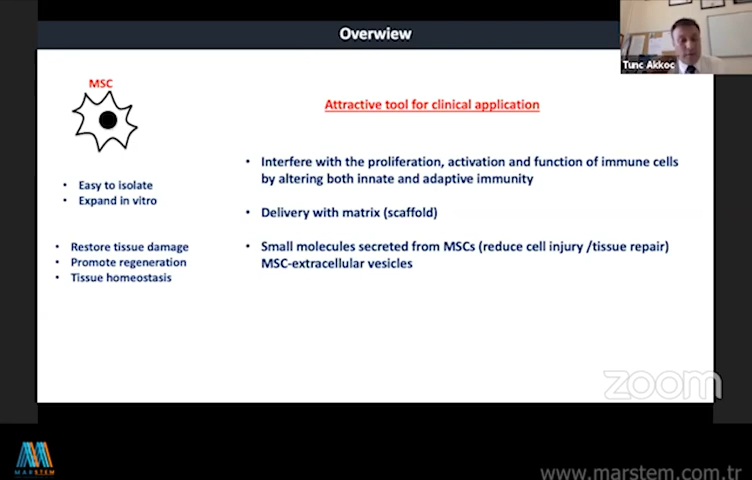 Overwiew
Tunc Akkoc
MSC
Attractive tool for clinical application
• Easy to isolate
• Expand in vitro
• Restore tissue damage
• Promote regeneration
• Tissue homeostasis
• Interfere with the proliferation, activation and function of immune cells
by altering both innate and adaptive immunity
• Delivery with matrix (scaffold)
• Small molecules secreted from MSCs (reduce cell injury /tissue repair)
MSC-extracellular vesicles
zoom
MARSTEM
www.marstem.com.tr